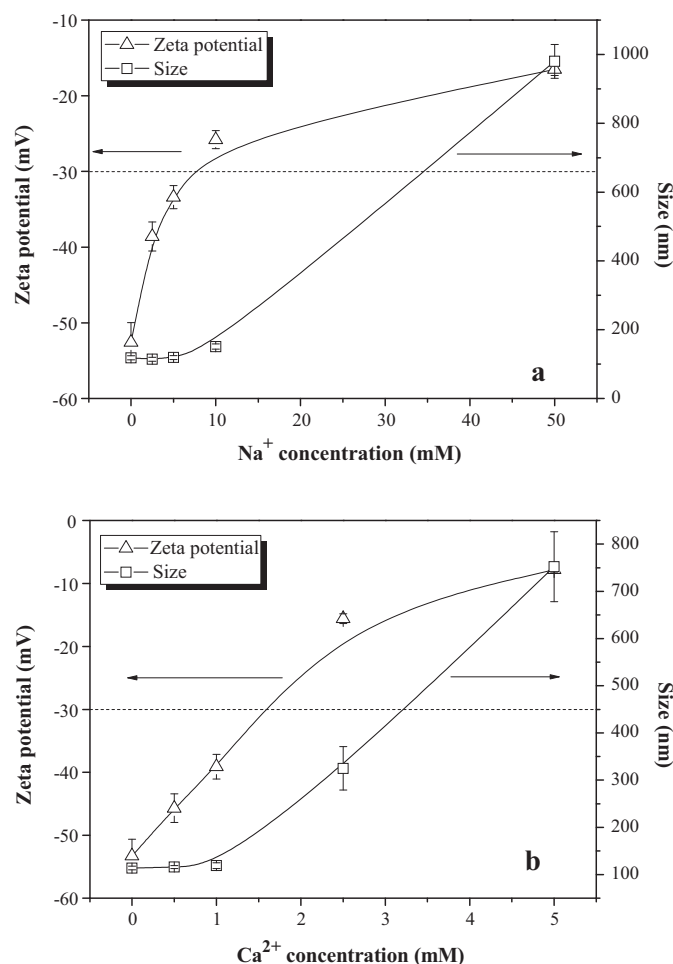 -10
-20
-30
-40
-50
-60
Zeta potential (mV)
Zeta potential
Size
1000
800
600
400
200
0
Size (nm)
a
0 10 20 30 40 50
Na+ concentration (mM)
0
-10
-20
-30
-40
-50
-60
Zeta potential (mV)
Zeta potential
Size
800
700
600
500
400
300
200
100
Size (nm)
b
0 1 2 3 4 5
Ca2+ concentration (mM)